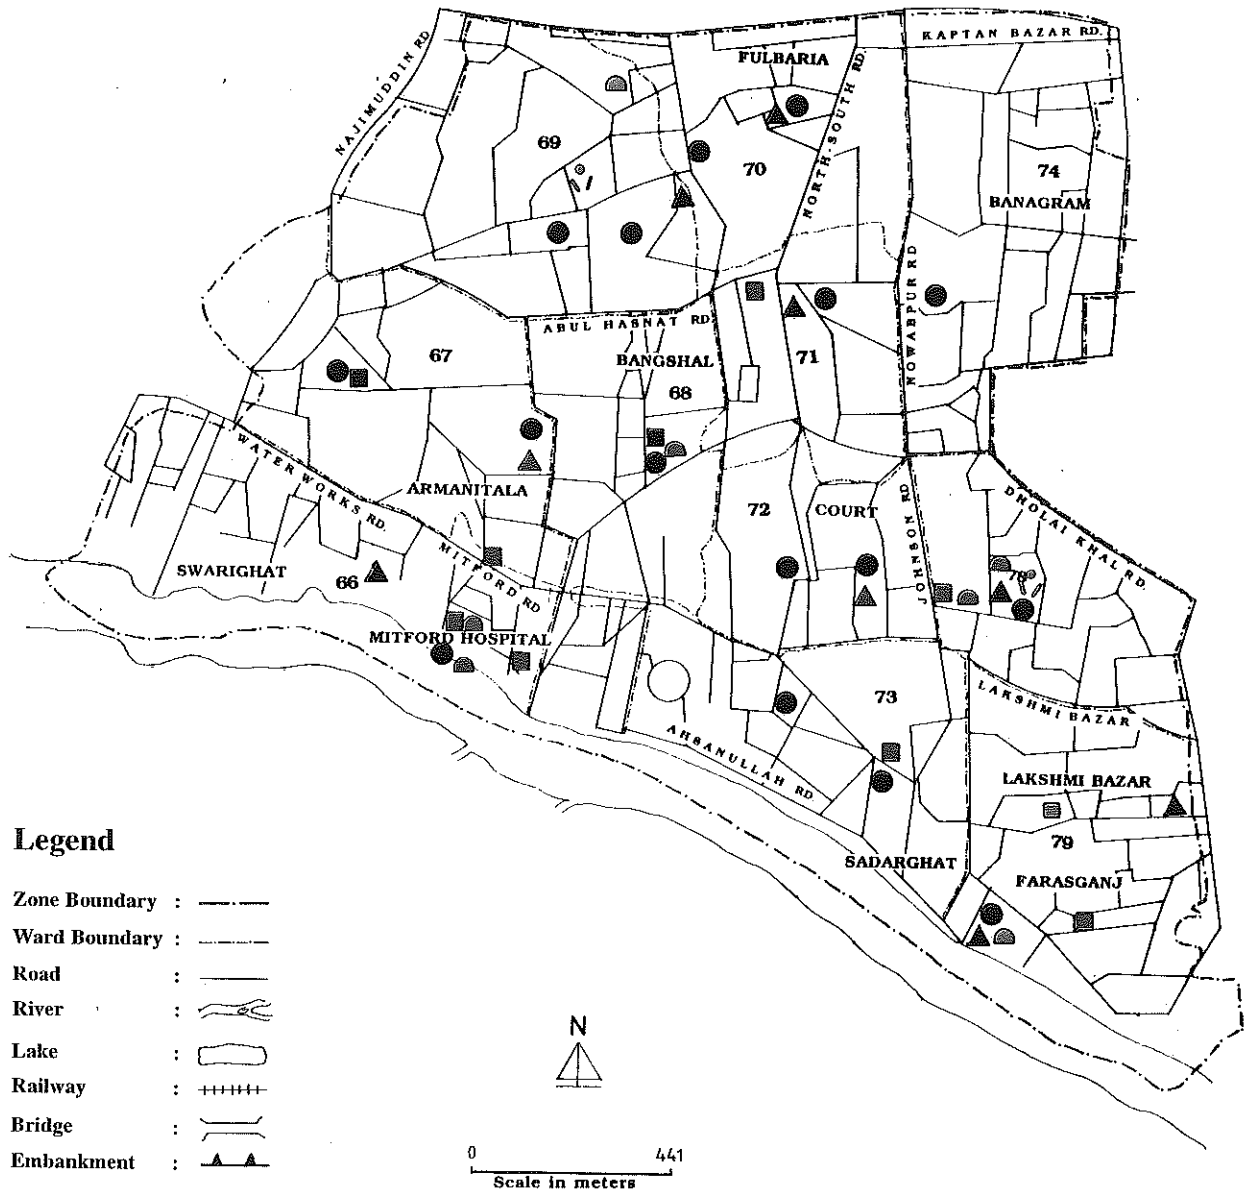 KAPTAN BAZAR RD.
FULBARIA
NAJIMUDDIN RD.
NORTH-SOUTH RD.
69
70
74
BANAGRAM
NOWABPUR RD
ABUL HASNAT RD.
67
BANGSHAL
71
68
WATER WORKS RD.
ARMANITALA
72
COURT
JOHNSON RD
DHOLAI KHAL RD.
SWARIGHAT
66
MITFORD RD
MITFORD HOSPITAL
73
LAKSHMI BAZAR
AHSANULLAH RD.
LAKSHMI BAZAR
79
SADARGHAT
FARASGANJ
Legend
Zone Boundary :
Ward Boundary :
Road :
River :
Lake :
Railway :
Bridge :
Embankment :
N
0 441
Scale in meters